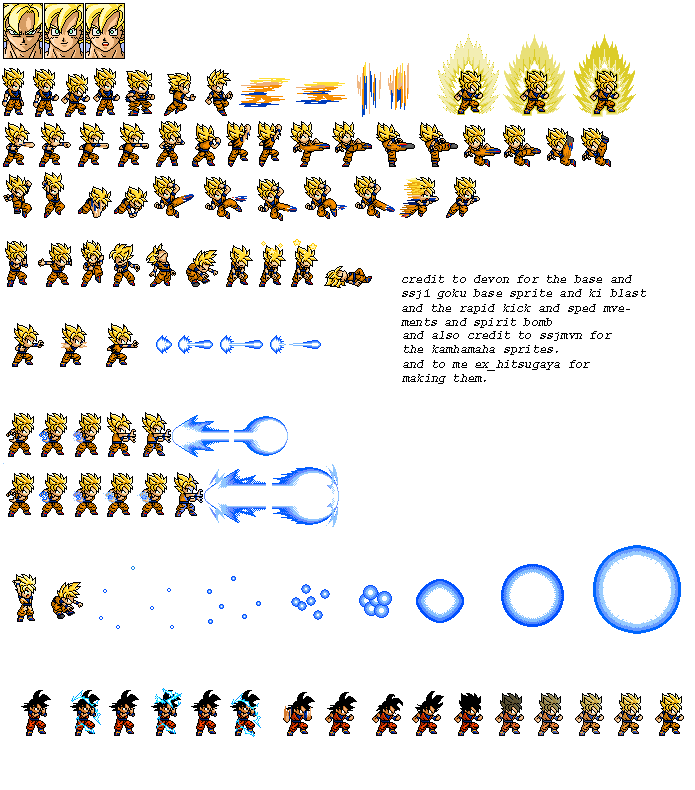 credit to devon for the base and
ssj1 goku base sprite and ki blast
and the rapid kick and sped mve-
ments and spirit bomb
and also credit to ssjmvn for
the kamhamaha sprites.
and to me ex_hitsugaya for
making them.